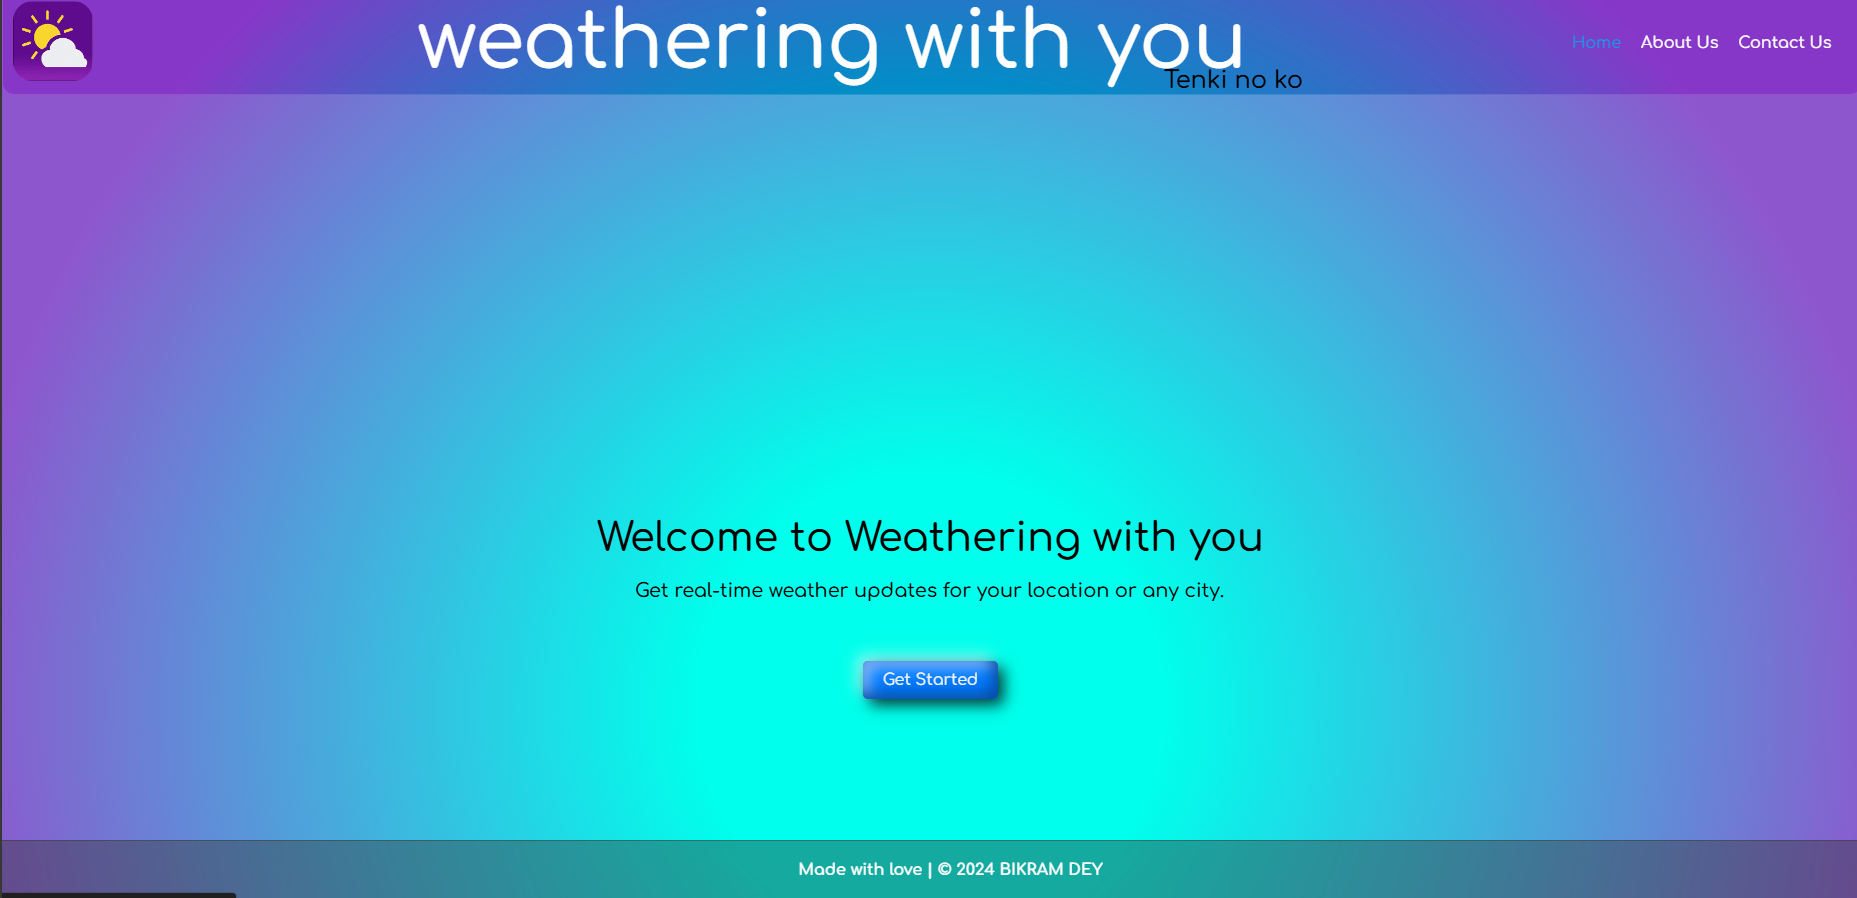 weathering with you
Tenki no ko
Home About Us Contact Us
Welcome to Weathering with you
Get real-time weather updates for your location or any city.
Get Started
Made with love | © 2024 BIKRAM DEY